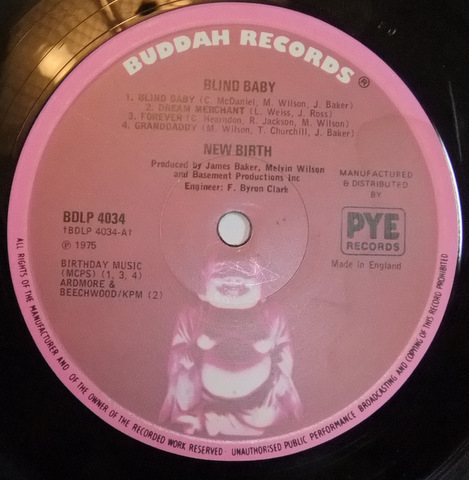 BUDDAH RECORDS®
BLIND BABY
1. BLIND BABY (C. McDaniel, M. Wilson, J. Baker)
2. DREAM MERCHANT (L. Weiss, J. Ross)
3. FOREVER (C. Hearndon, R. Jackson, M. Wilson)
4. GRANDDADDY (M. Wilson, T. Churchill, J. Baker)
NEW BIRTH
Produced by James Baker, Melvin Wilson
and Basement Productions Inc
Engineer: F. Byron Clark
MANUFACTURED
& DISTRIBUTED
BY
PYE
RECORDS
Made in England
BDLP 4034
†BDLP 4034-A†
℗ 1975
BIRTHDAY MUSIC
(MCPS) (1, 3, 4)
ARDMORE &
BEECHWOOD/KPM (2)
ALL RIGHTS OF THE MANUFACTURER AND OF THE OWNER OF THE RECORDED WORK RESERVED · UNAUTHORISED PUBLIC PERFORMANCE BROADCASTING AND COPYING OF THIS RECORD PROHIBITED